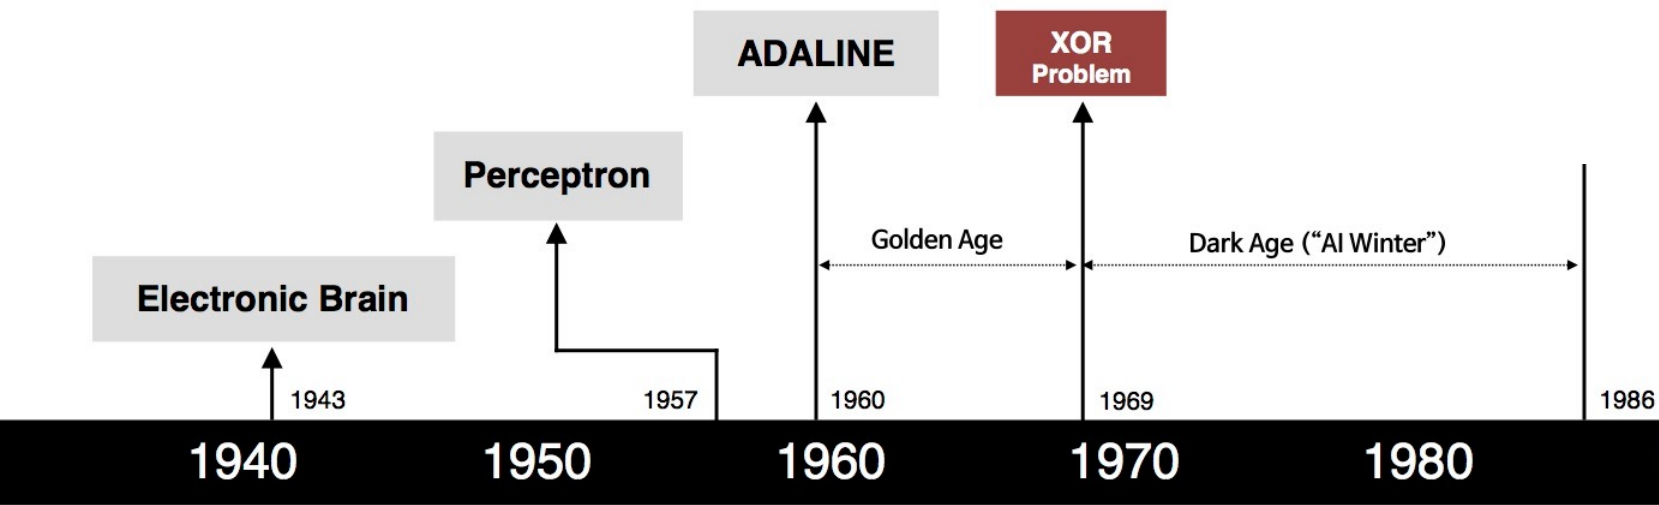 ADALINE
XOR
Problem
Perceptron
Golden Age
Dark Age (“AI Winter”)
Electronic Brain
1943
1957
1960
1969
1986
1940
1950
1960
1970
1980